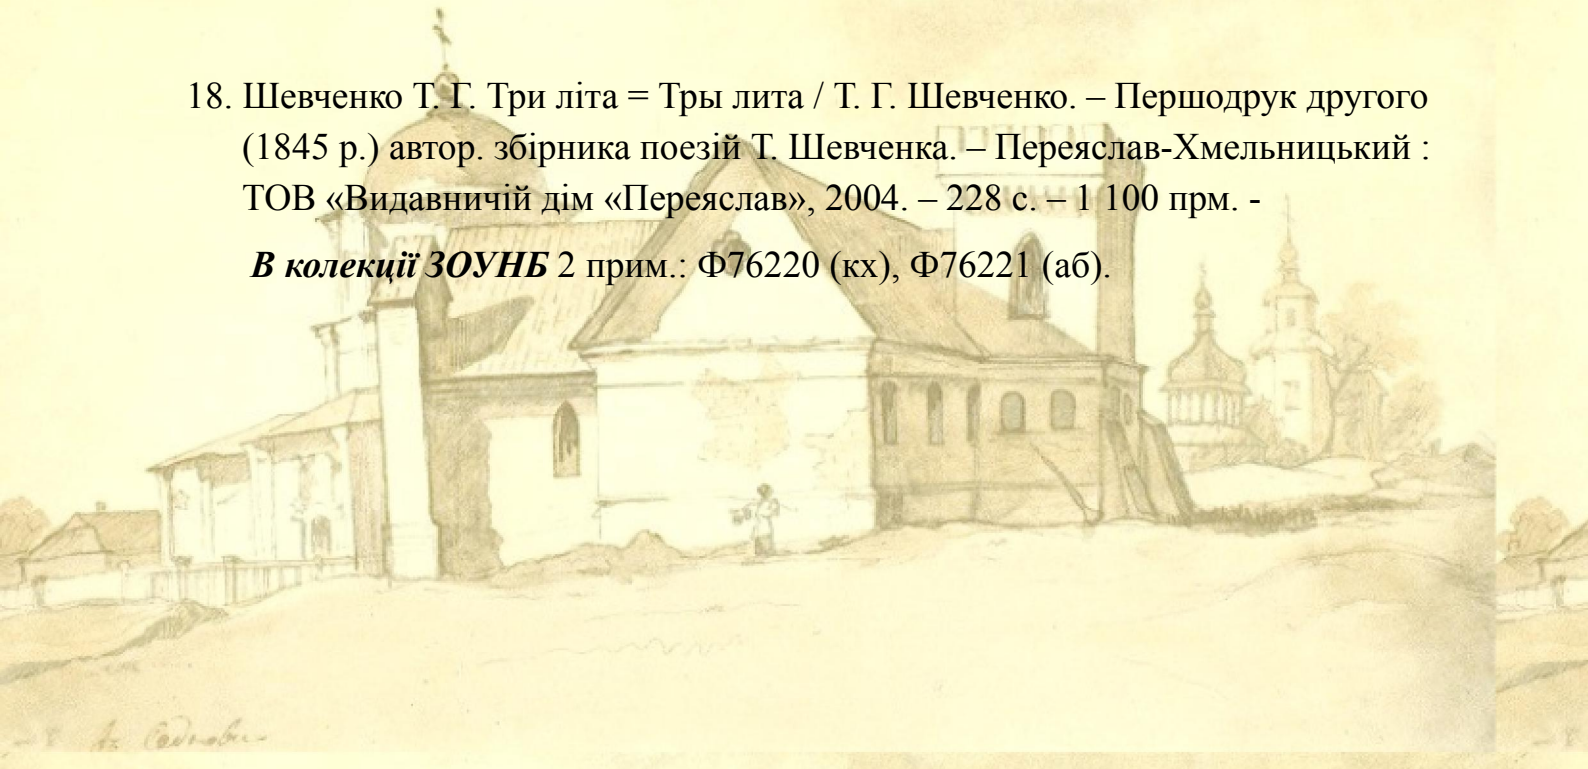 18. Шевченко Т. Г. Три літа = Тры лита / Т. Г. Шевченко. – Першодрук другого
(1845 р.) автор. збірника поезій Т. Шевченка. – Переяслав-Хмельницький :
ТОВ «Видавничій дім «Переяслав», 2004. – 228 с. – 1 100 прм. -
В колекції ЗОУНБ 2 прим.: Ф76220 (кх), Ф76221 (аб).